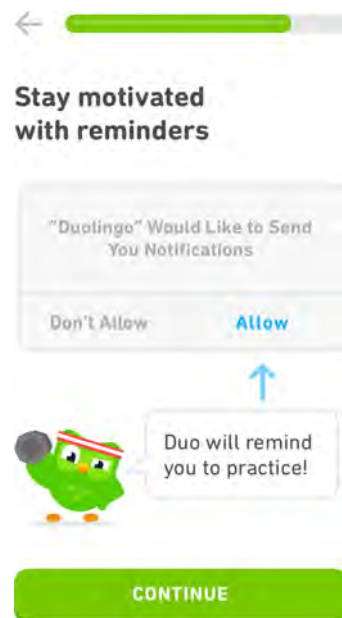 Stay motivated
with reminders
"Duolingo" Would Like to Send
You Notifications
Don't Allow
Allow
Duo will remind
you to practice!
CONTINUE